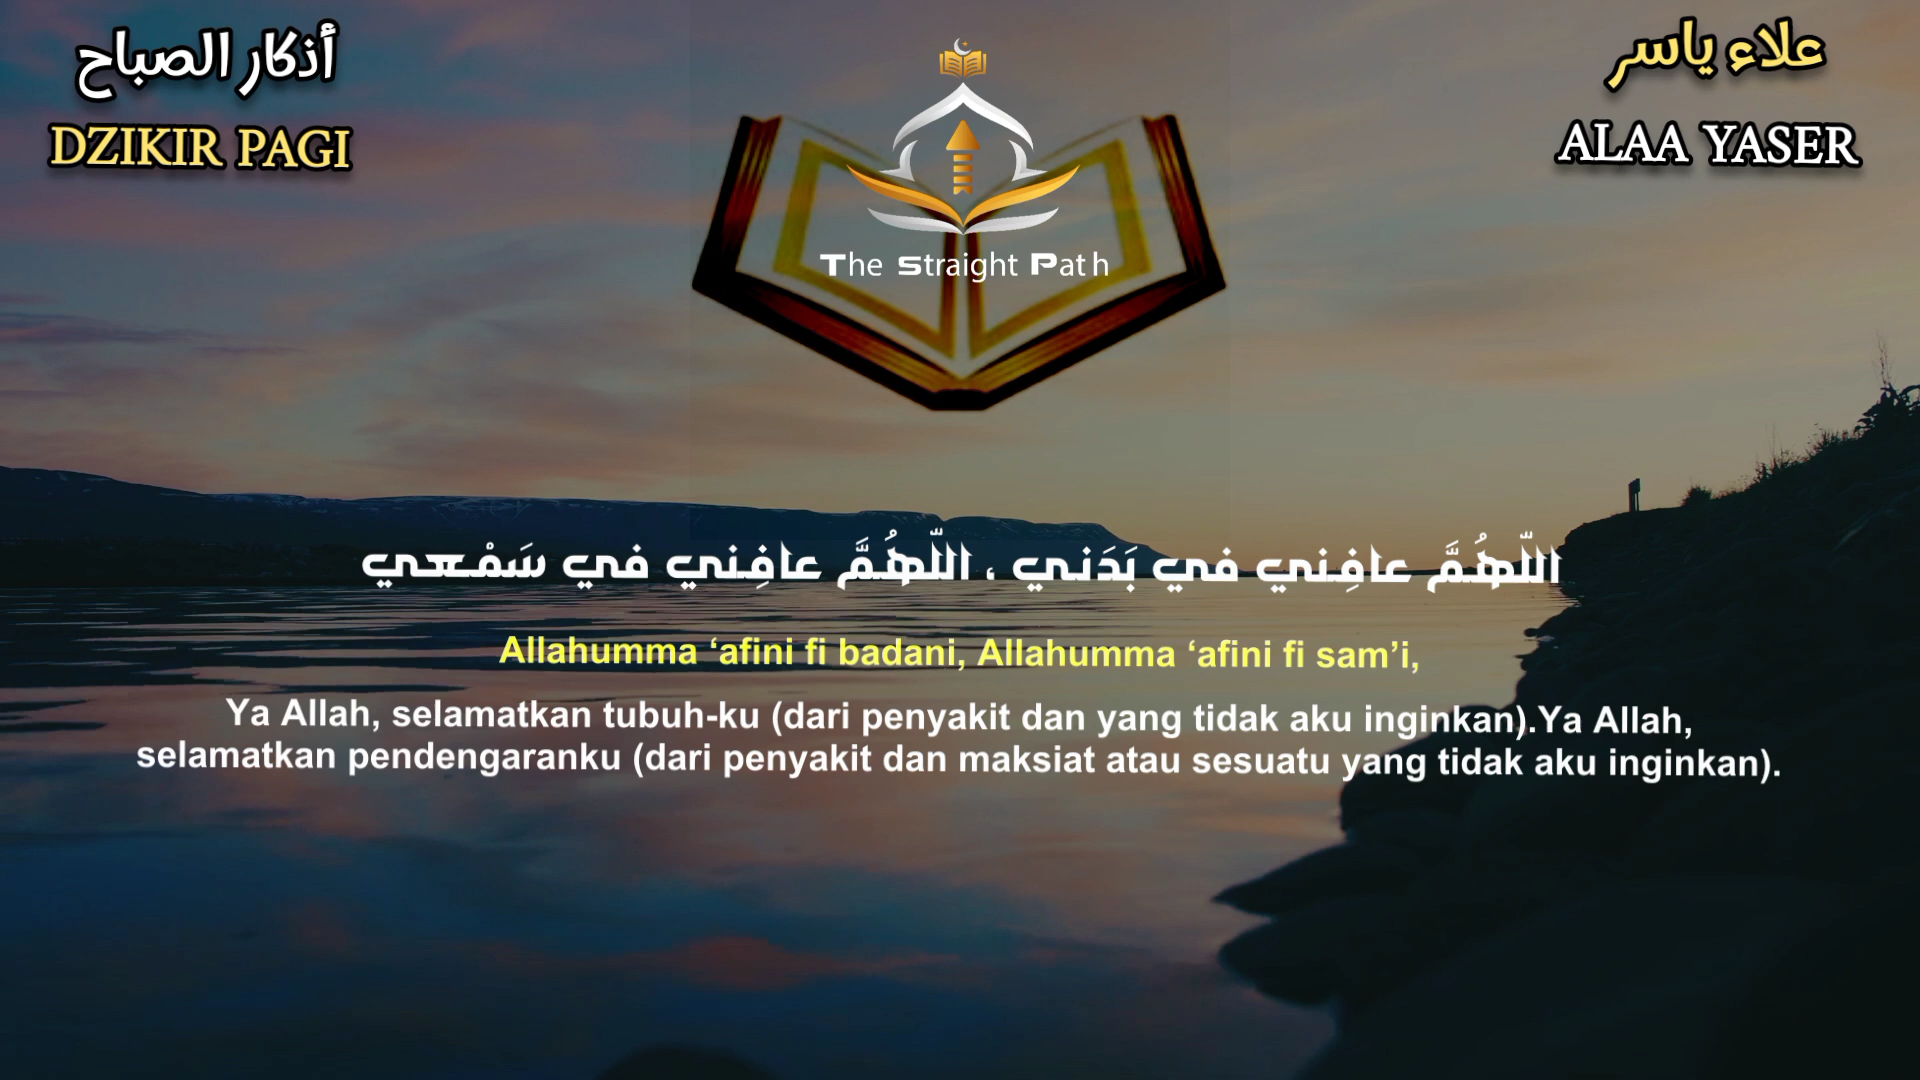 أذكار الصباح
DZIKIR PAGI
علاء ياسر
ALAA YASER
The Straight Path
اللّهُمَّ عافِني في بَدَني ، اللّهُمَّ عافِني في سَمْعي
Allahumma ‘afini fi badani, Allahumma ‘afini fi sam’i,
Ya Allah, selamatkan tubuh-ku (dari penyakit dan yang tidak aku inginkan).Ya Allah,
selamatkan pendengaranku (dari penyakit dan maksiat atau sesuatu yang tidak aku inginkan).